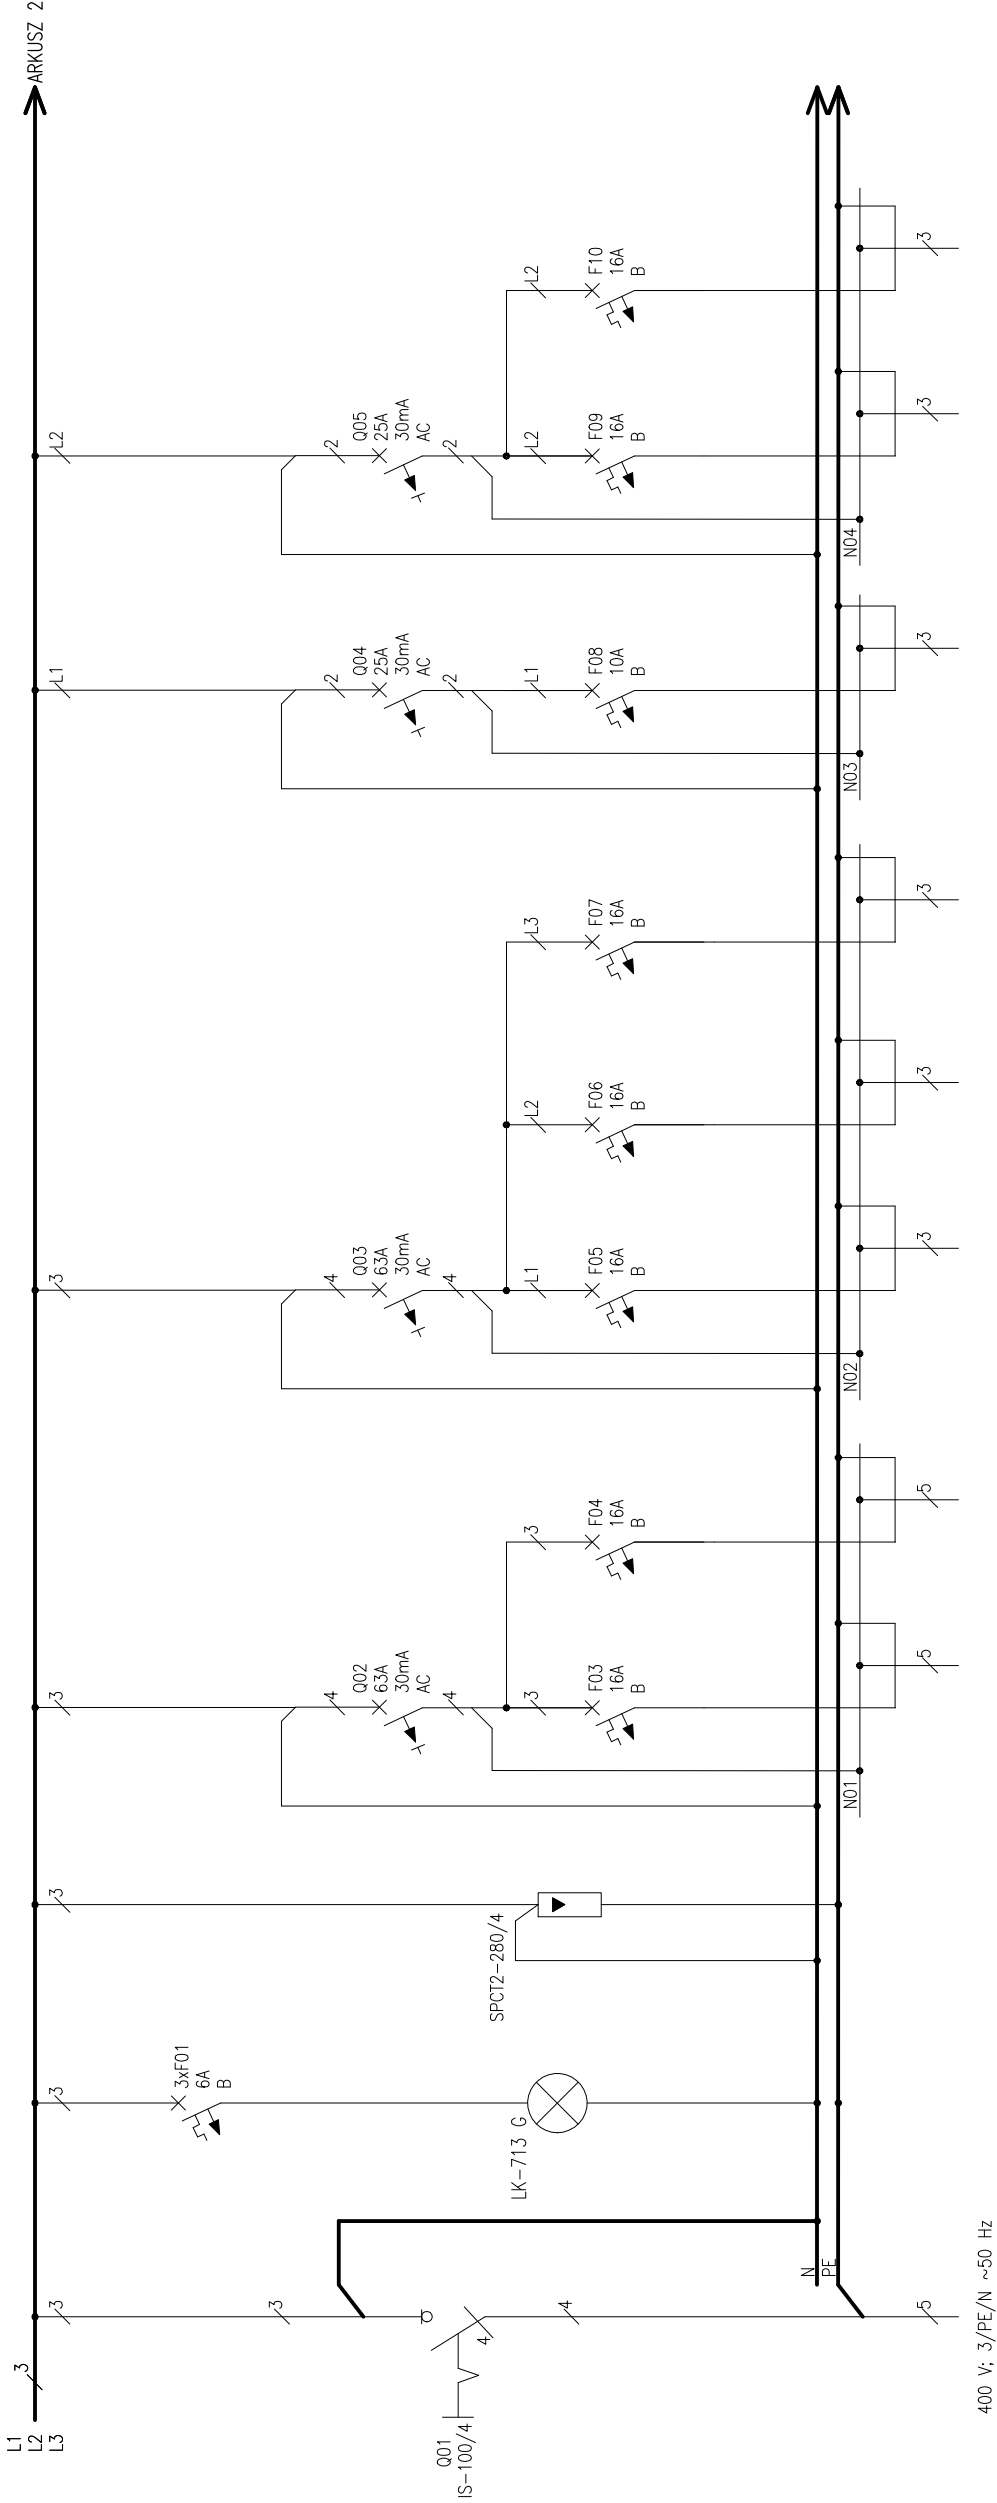 L1
L2
L3
3
Q01
IS-100/4
3
3
4
4
5
400 V; 3/PE/N ~50 Hz
N
PE
3
3xF01
6A
B
LK-713 G
3
SPCT2-280/4
3
4
Q02
63A
30mA
AC
4
3
F03
16A
B
3
F04
16A
B
N01
5
5
3
4
Q03
63A
30mA
AC
4
L1
F05
16A
B
L2
F06
16A
B
L3
F07
16A
B
N02
3
3
3
L1
2
Q04
25A
30mA
AC
2
L1
F08
10A
B
N03
3
L2
2
Q05
25A
30mA
AC
2
L2
F09
16A
B
L2
F10
16A
B
N04
3
3
ARKUSZ 2